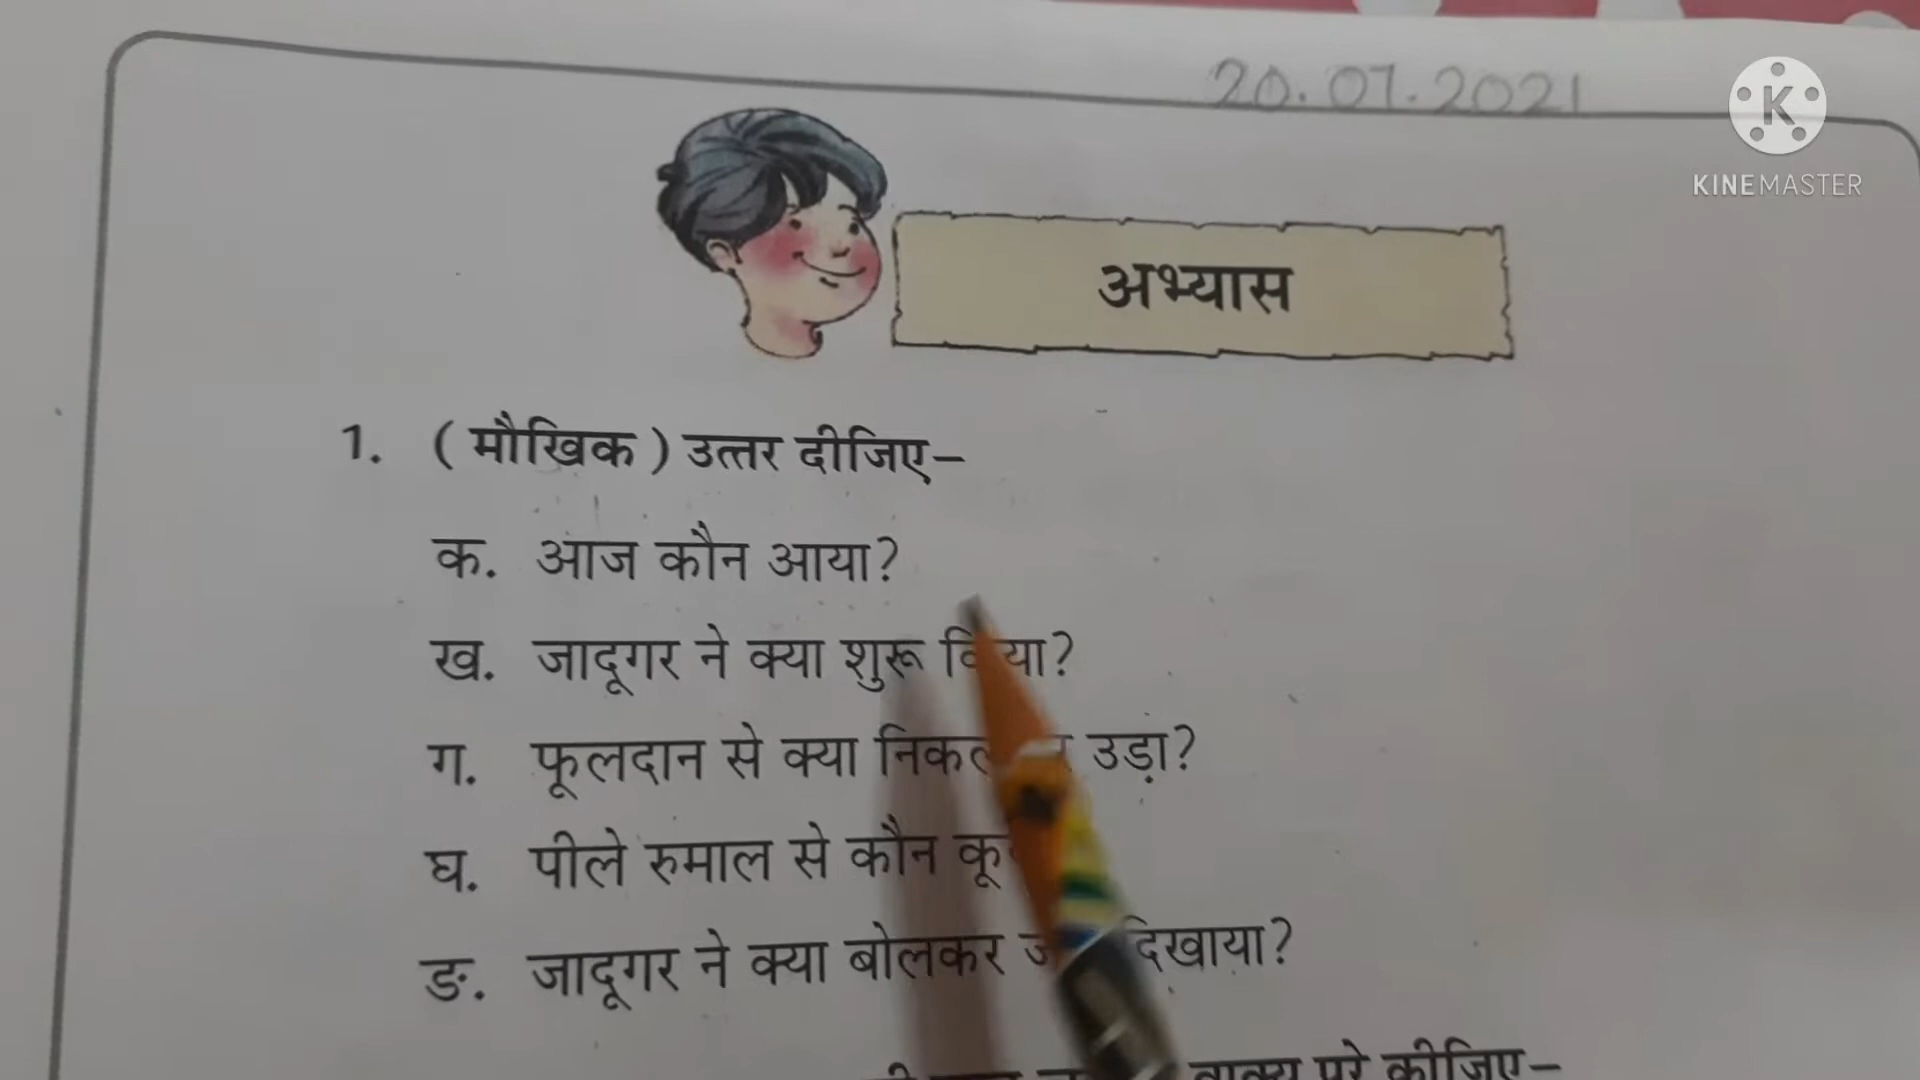 20.07.2021
KINEMASTER
अभ्यास
1. ( मौखिक ) उत्तर दीजिए–
क. आज कौन आया?
ख. जादूगर ने क्या शुरू किया?
ग. फूलदान से क्या उड़ा?
घ. पीले रुमाल से कौन
ङ. जादूगर ने क्या बोलकर दिखाया?
वाक्य पूरे कीजिए–